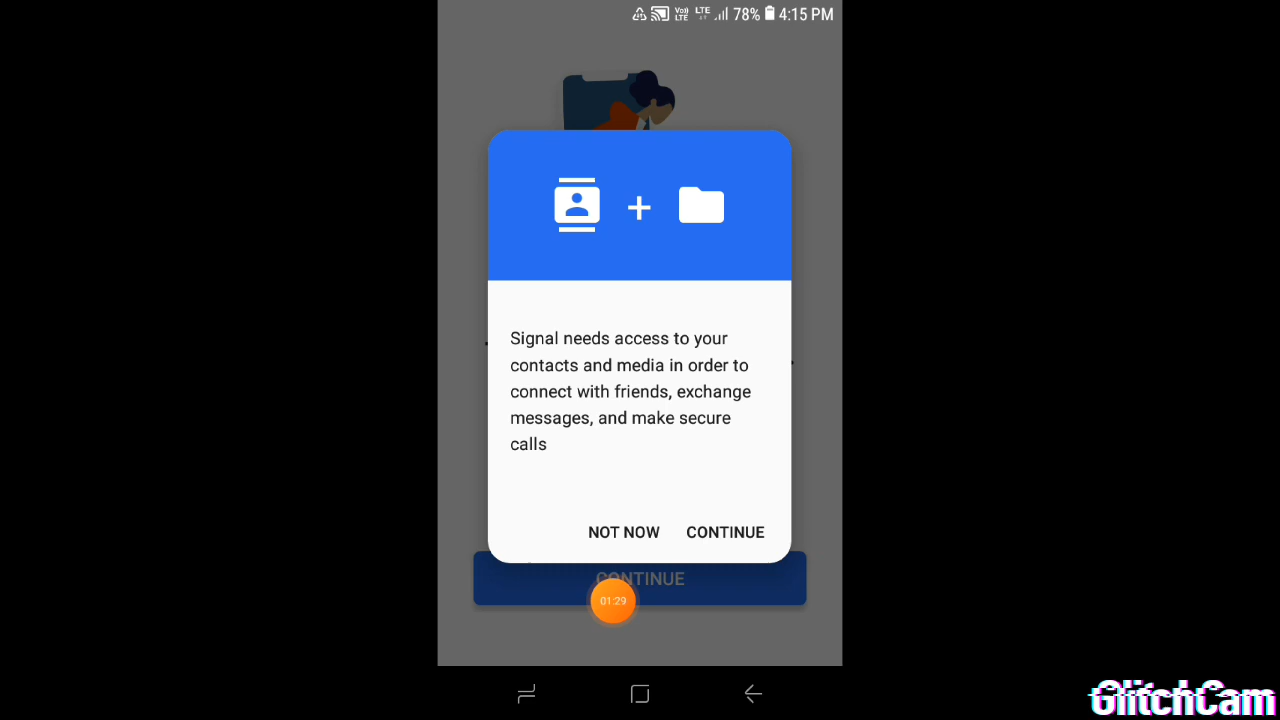 78% 4:15 PM
Signal needs access to your
contacts and media in order to
connect with friends, exchange
messages, and make secure
calls
NOT NOW CONTINUE
CONTINUE
01:29
GlitchCam